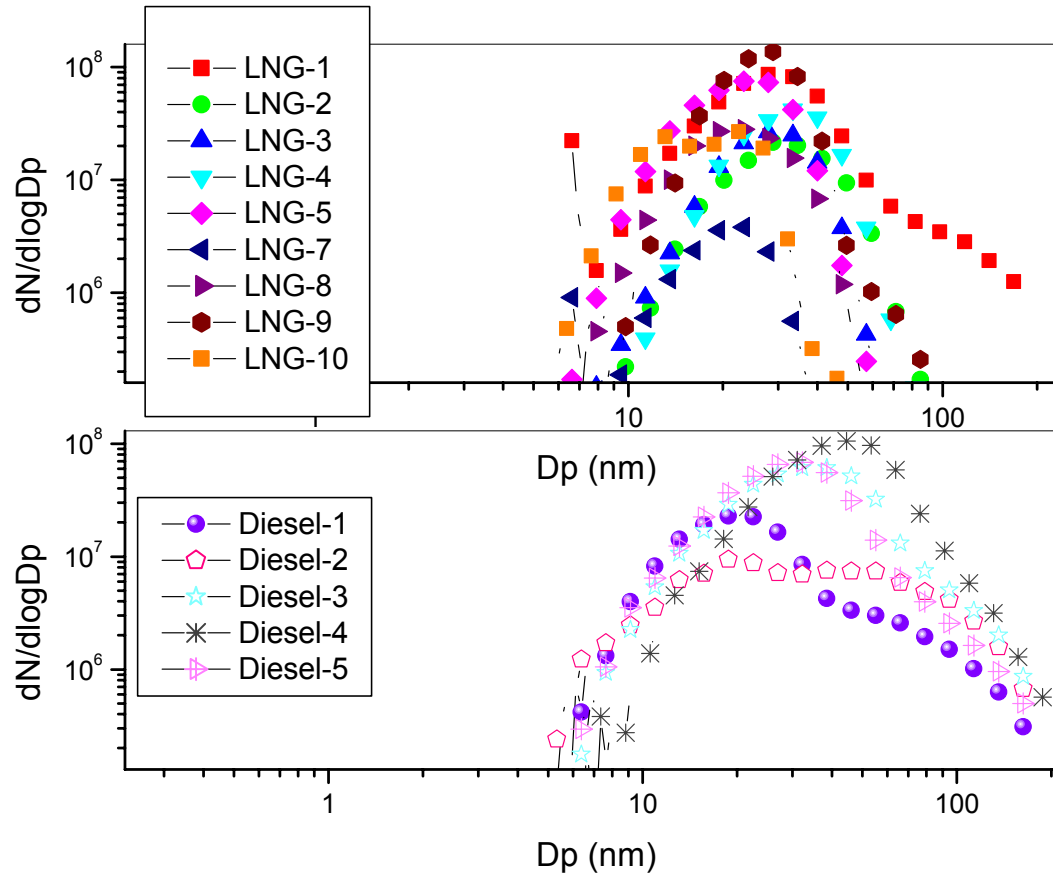 dN/dlogDp
10⁸
10⁷
10⁶
LNG-1
LNG-2
LNG-3
LNG-4
LNG-5
LNG-7
LNG-8
LNG-9
LNG-10
1
10
100
Dp (nm)
dN/dlogDp
10⁸
10⁷
10⁶
Diesel-1
Diesel-2
Diesel-3
Diesel-4
Diesel-5
1
10
100
Dp (nm)